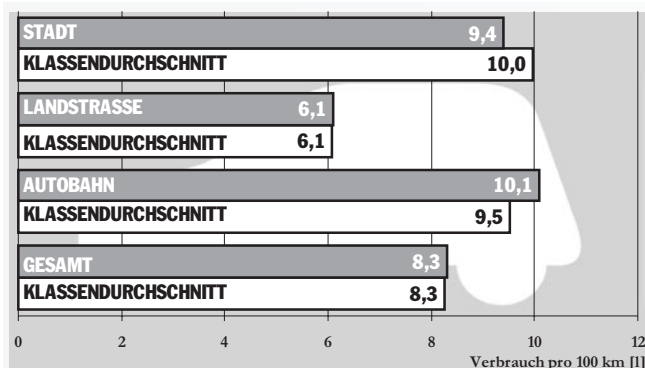 STADT 9,4
KLASSENDURCHSCHNITT 10,0
LANDSTRASSE 6,1
KLASSENDURCHSCHNITT 6,1
AUTOBAHN 10,1
KLASSENDURCHSCHNITT 9,5
GESAMT 8,3
KLASSENDURCHSCHNITT 8,3
0 2 4 6 8 10 12
Verbrauch pro 100 km [l]